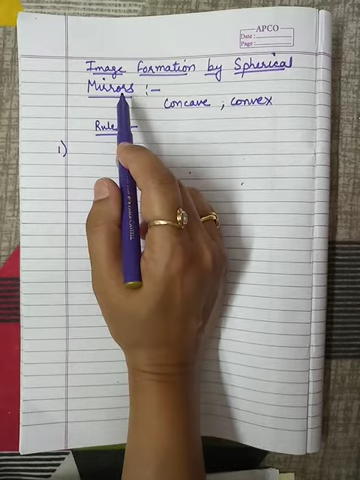 APCO
Date :
Page :
Image Formation by Spherical
Mirrors :-
Concave , convex
Rule
1)